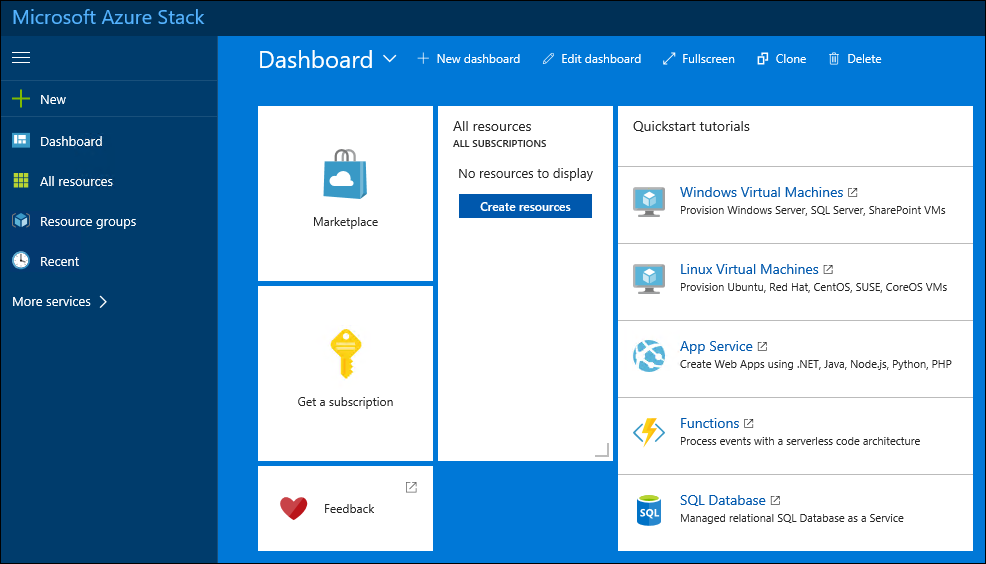 Microsoft Azure Stack
New
Dashboard
All resources
Resource groups
Recent
More services
Dashboard
New dashboard
Edit dashboard
Fullscreen
Clone
Delete
Marketplace
Get a subscription
Feedback
All resources
ALL SUBSCRIPTIONS
No resources to display
Create resources
Quickstart tutorials
Windows Virtual Machines
Provision Windows Server, SQL Server, SharePoint VMs
Linux Virtual Machines
Provision Ubuntu, Red Hat, CentOS, SUSE, CoreOS VMs
App Service
Create Web Apps using .NET, Java, Node.js, Python, PHP
Functions
Process events with a serverless code architecture
SQL
SQL Database
Managed relational SQL Database as a Service